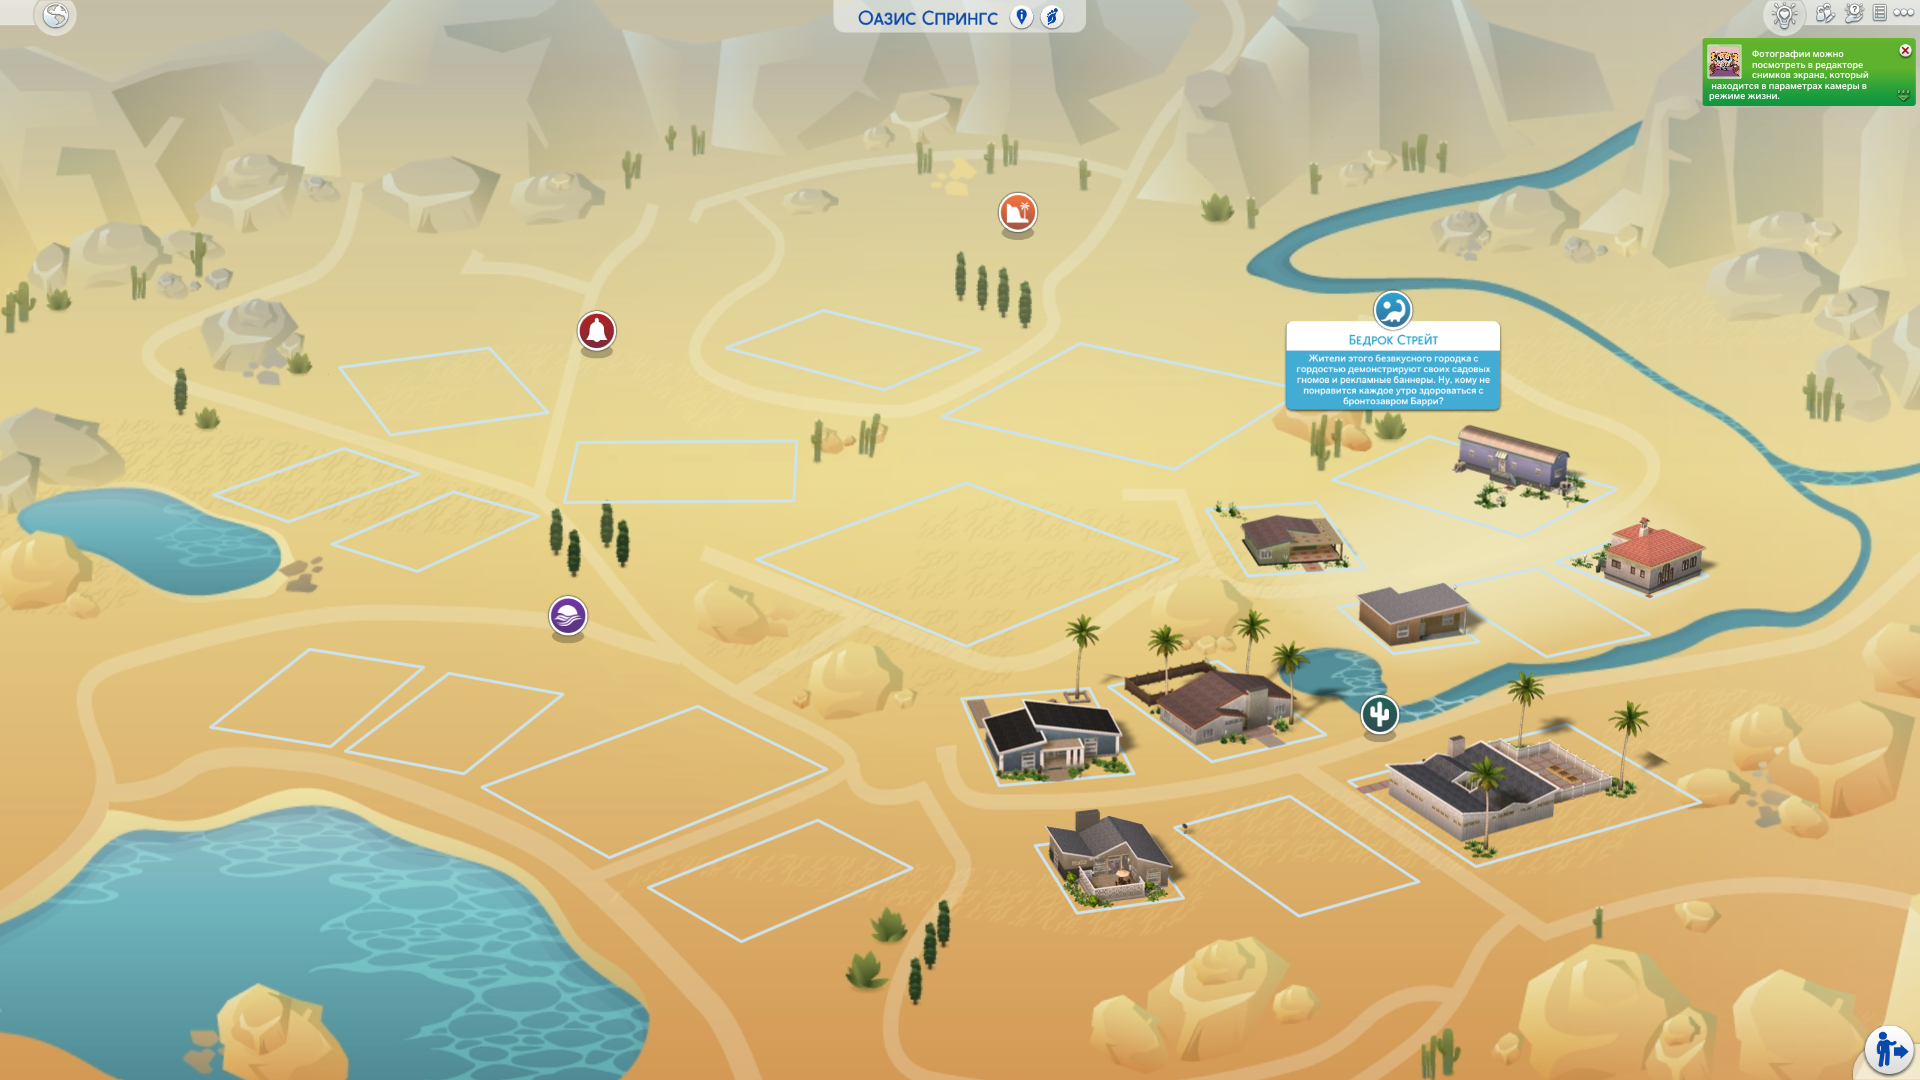 Оазис Спрингс
Фотографии можно
посмотреть в редакторе
снимков экрана, который
находится в параметрах камеры в
режиме жизни.
Бедрок Стрейт
Жители этого безвкусного городка с
гордостью демонстрируют своих садовых
гномов и рекламные баннеры. Ну, кому не
понравится каждое утро здороваться с
бронтозавром Барри?